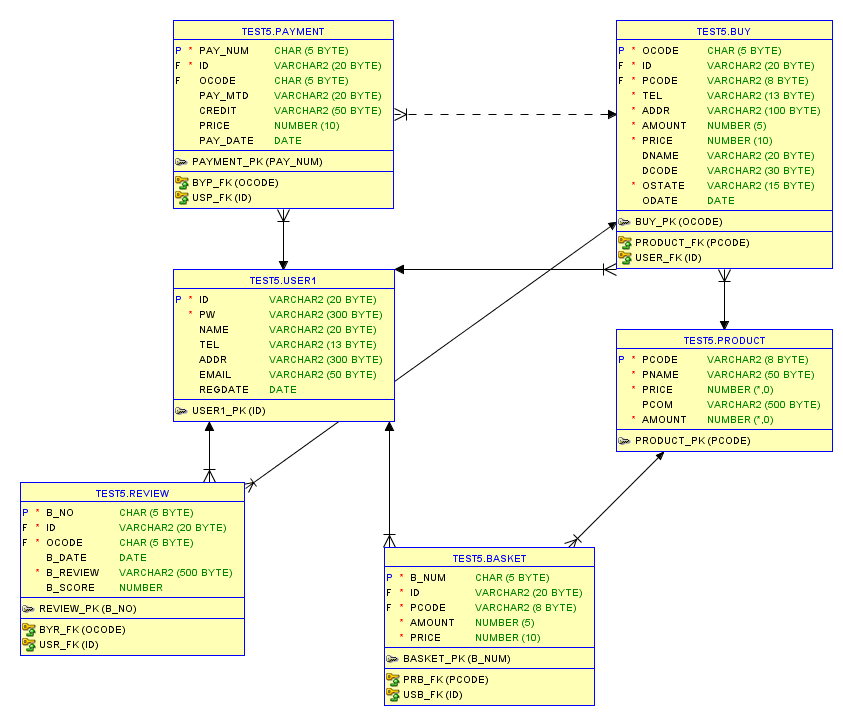 TEST5.PAYMENT
P * PAY_NUM CHAR (5 BYTE)
F * ID VARCHAR2 (20 BYTE)
F OCODE CHAR (5 BYTE)
PAY_MTD VARCHAR2 (20 BYTE)
CREDIT VARCHAR2 (50 BYTE)
PRICE NUMBER (10)
PAY_DATE DATE
PAYMENT_PK (PAY_NUM)
BYP_FK (OCODE)
USP_FK (ID)
TEST5.BUY
P * OCODE CHAR (5 BYTE)
F * ID VARCHAR2 (20 BYTE)
F * PCODE VARCHAR2 (8 BYTE)
* TEL VARCHAR2 (13 BYTE)
* ADDR VARCHAR2 (100 BYTE)
* AMOUNT NUMBER (5)
* PRICE NUMBER (10)
DNAME VARCHAR2 (20 BYTE)
DCODE VARCHAR2 (30 BYTE)
* OSTATE VARCHAR2 (15 BYTE)
ODATE DATE
BUY_PK (OCODE)
PRODUCT_FK (PCODE)
USER_FK (ID)
TEST5.USER1
P * ID VARCHAR2 (20 BYTE)
* PW VARCHAR2 (300 BYTE)
NAME VARCHAR2 (20 BYTE)
TEL VARCHAR2 (13 BYTE)
ADDR VARCHAR2 (300 BYTE)
EMAIL VARCHAR2 (50 BYTE)
REGDATE DATE
USER1_PK (ID)
TEST5.PRODUCT
P * PCODE VARCHAR2 (8 BYTE)
* PNAME VARCHAR2 (50 BYTE)
* PRICE NUMBER (*,0)
PCOM VARCHAR2 (500 BYTE)
* AMOUNT NUMBER (*,0)
PRODUCT_PK (PCODE)
TEST5.REVIEW
P * B_NO CHAR (5 BYTE)
F * ID VARCHAR2 (20 BYTE)
F * OCODE CHAR (5 BYTE)
B_DATE DATE
* B_REVIEW VARCHAR2 (500 BYTE)
B_SCORE NUMBER
REVIEW_PK (B_NO)
BYR_FK (OCODE)
USR_FK (ID)
TEST5.BASKET
P * B_NUM CHAR (5 BYTE)
F * ID VARCHAR2 (20 BYTE)
F * PCODE VARCHAR2 (8 BYTE)
* AMOUNT NUMBER (5)
* PRICE NUMBER (10)
BASKET_PK (B_NUM)
PRB_FK (PCODE)
USB_FK (ID)